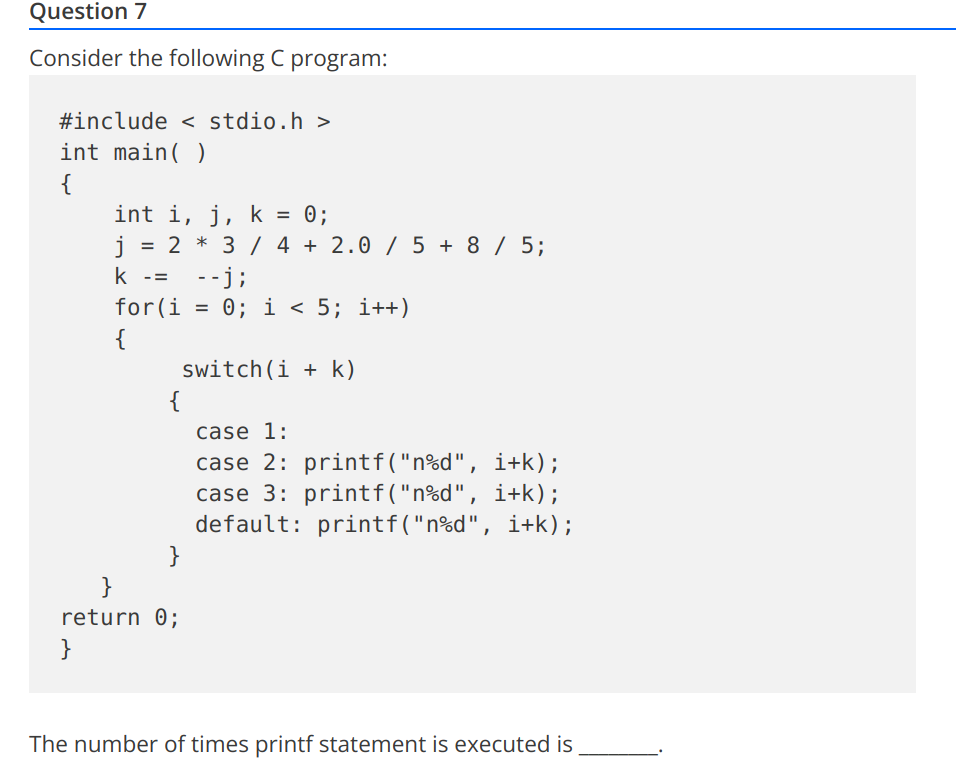 Question 7
Consider the following C program:
#include < stdio.h >
int main( )
{
    int i, j, k = 0;
    j = 2 * 3 / 4 + 2.0 / 5 + 8 / 5;
    k -=  --j;
    for(i = 0; i < 5; i++)
    {
         switch(i + k)
        {
          case 1:
          case 2: printf("n%d", i+k);
          case 3: printf("n%d", i+k);
          default: printf("n%d", i+k);
        }
   }
return 0;
}
The number of times printf statement is executed is _______.